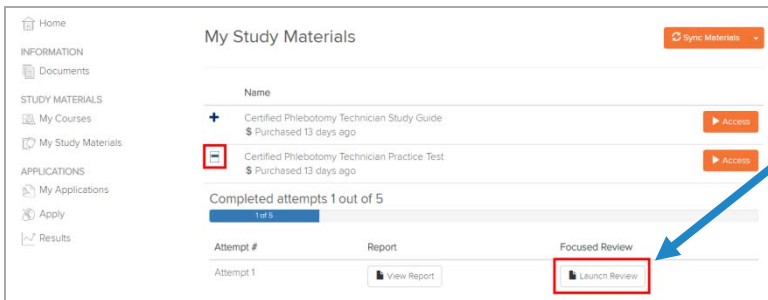 Home
INFORMATION
Documents
STUDY MATERIALS
My Courses
My Study Materials
APPLICATIONS
My Applications
Apply
Results
My Study Materials
Sync Materials
Name
Certified Phlebotomy Technician Study Guide
$ Purchased 13 days ago
Access
Certified Phlebotomy Technician Practice Test
$ Purchased 13 days ago
Access
Completed attempts 1 out of 5
1 of 5
Attempt # Report Focused Review
Attempt 1 View Report Launch Review